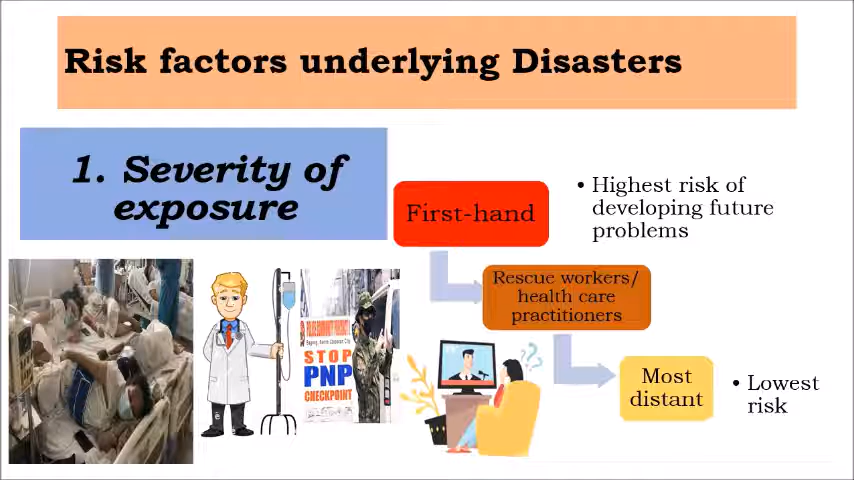 Risk factors underlying Disasters
1. Severity of
exposure
First-hand
• Highest risk of
developing future
problems
Rescue workers/
health care
practitioners
Most
distant
• Lowest
risk
STOP
PNP
CHECKPOINT
??